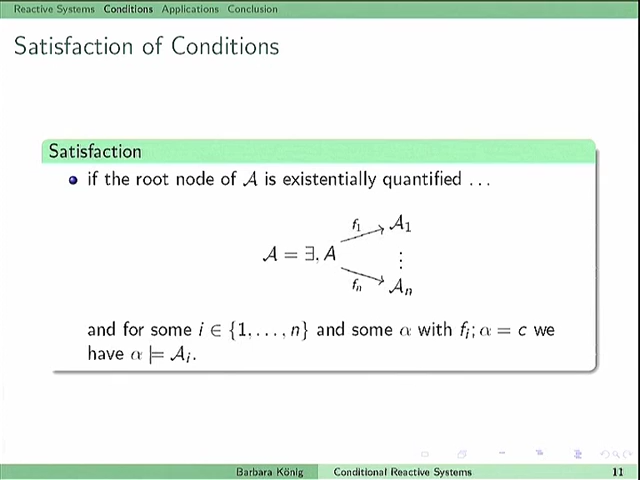 Reactive Systems Conditions Applications Conclusion
Satisfaction of Conditions
Satisfaction
if the root node of 𝒜 is existentially quantified ...
f₁ 𝒜₁
𝒜 = ∃, A ⋮
fₙ 𝒜ₙ
and for some i ∈ {1, . . . , n} and some α with fᵢ; α = c we
have α ⊨ 𝒜ᵢ.
Barbara König Conditional Reactive Systems 11